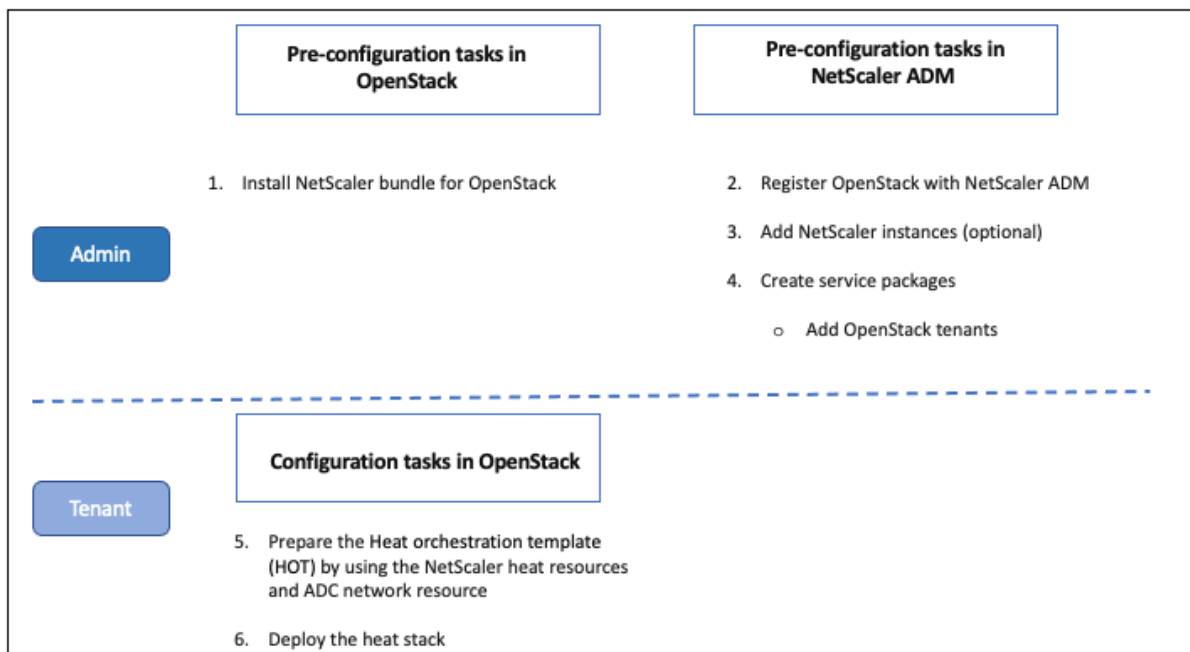 Pre-configuration tasks in
OpenStack
Pre-configuration tasks in
NetScaler ADM
1. Install NetScaler bundle for OpenStack
2. Register OpenStack with NetScaler ADM
3. Add NetScaler instances (optional)
4. Create service packages
o Add OpenStack tenants
Admin
Configuration tasks in OpenStack
Tenant
5. Prepare the Heat orchestration template
(HOT) by using the NetScaler heat resources
and ADC network resource
6. Deploy the heat stack